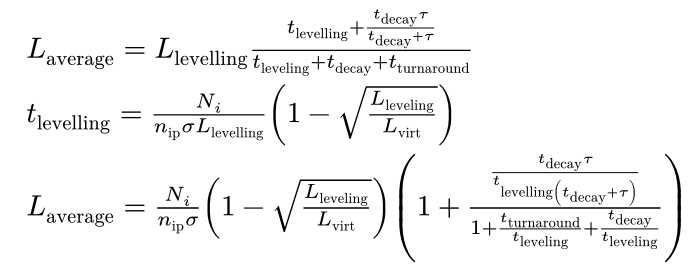 L_average = L_levelling (t_levelling + (t_decay τ)/(t_decay + τ))/(t_leveling + t_decay + t_turnaround)
t_levelling = (N_i)/(n_ip σ L_levelling) (1 − √(L_leveling/L_virt))
L_average = (N_i)/(n_ip σ) (1 − √(L_leveling/L_virt)) (1 + ((t_decay τ)/(t_levelling (t_decay + τ)))/(1 + t_turnaround/t_leveling + t_decay/t_leveling))